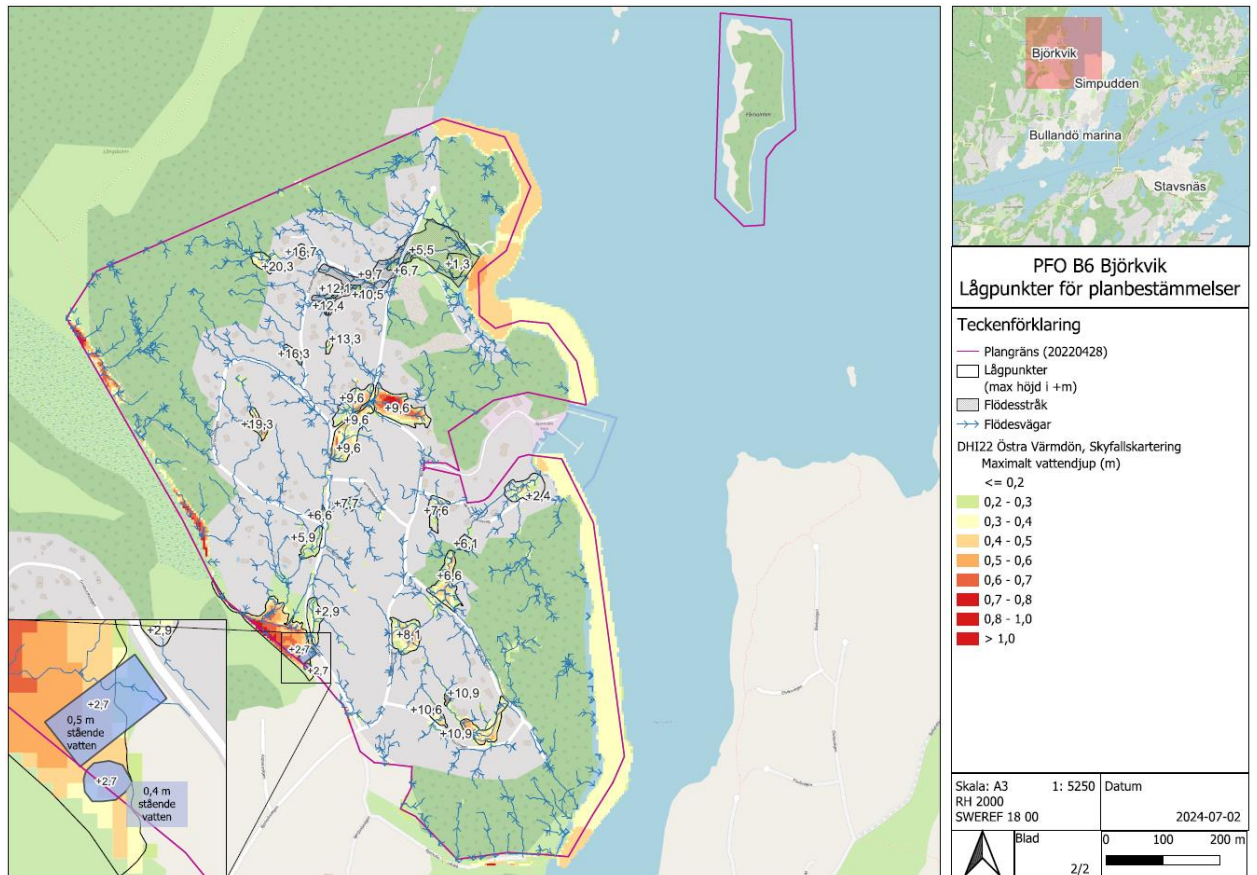 Fårholmen
+16,7
+20,3
+5,5
+1,3
+9,7
+6,7
+12,1
+10,5
+12,4
+13,3
+16,3
+9,6
+9,6
+9,6
+9,6
+19,3
+2,4
+7,7
+7,6
+6,6
+5,9
+6,1
+6,6
+2,9
+8,1
+2,7
+2,7
+10,9
+10,6
+10,9
+2,9
+2,7
0,5 m
stående
vatten
+2,7
0,4 m
stående
vatten
Björkvik
Simpudden
Bullandö marina
Stavsnäs
PFO B6 Björkvik
Lågpunkter för planbestämmelser
Teckenförklaring
Plangräns (20220428)
Lågpunkter
(max höjd i +m)
Flödesstråk
Flödesvägar
DHI22 Östra Värmdön, Skyfallskartering
Maximalt vattendjup (m)
<= 0,2
0,2 - 0,3
0,3 - 0,4
0,4 - 0,5
0,5 - 0,6
0,6 - 0,7
0,7 - 0,8
0,8 - 1,0
> 1,0
Skala: A3 1: 5250
RH 2000
SWEREF 18 00
Datum
2024-07-02
Blad
2/2
0 100 200 m